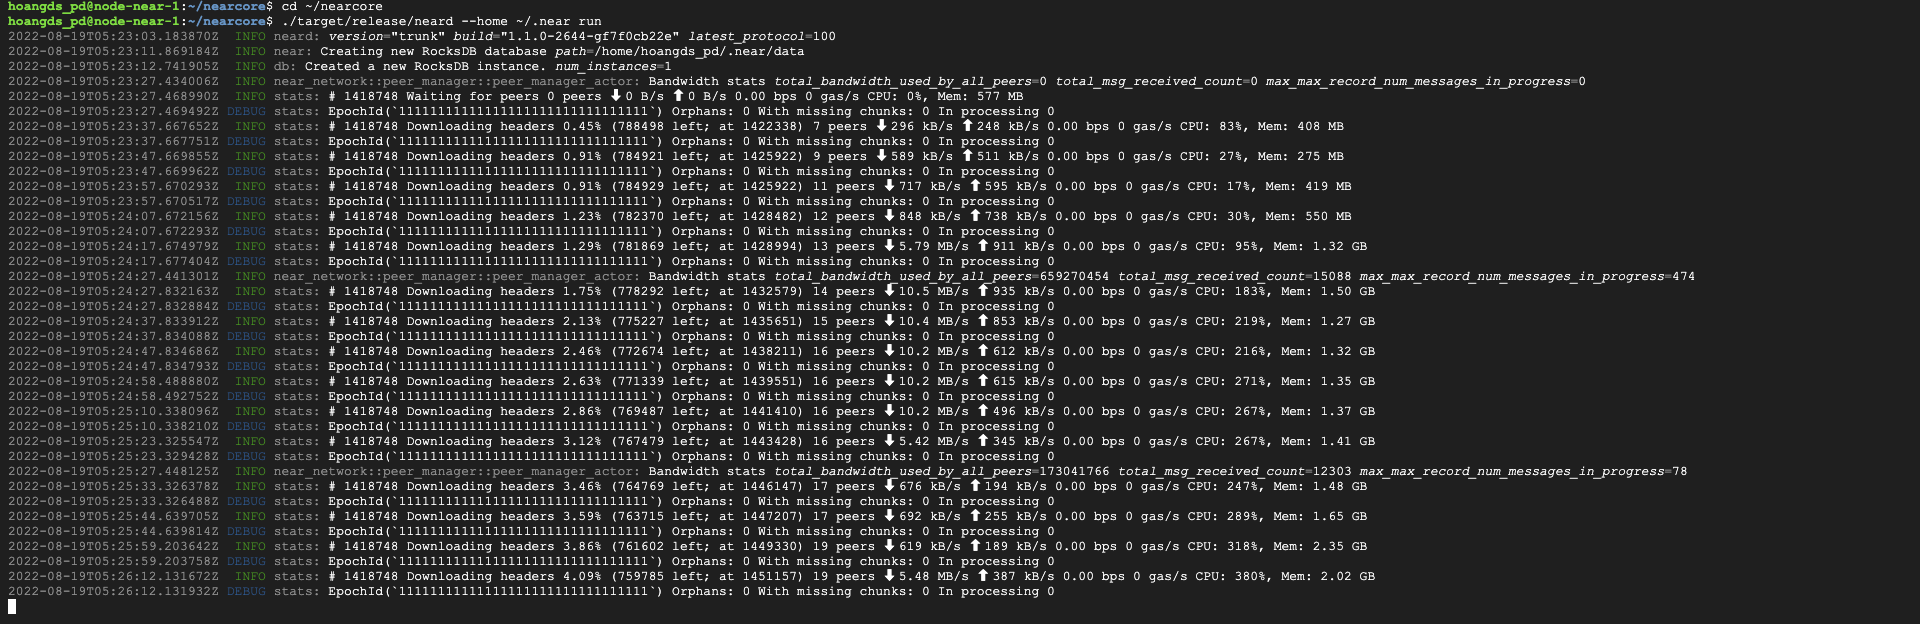 hoangds_pd@node-near-1:~/nearcore$ cd ~/nearcore
hoangds_pd@node-near-1:~/nearcore$ ./target/release/neard --home ~/.near run
2022-08-19T05:23:03.183870Z  INFO neard: version="trunk" build="1.1.0-2644-gf7f0cb22e" latest_protocol=100
2022-08-19T05:23:11.869184Z  INFO near: Creating new RocksDB database path=/home/hoangds_pd/.near/data
2022-08-19T05:23:12.741905Z  INFO db: Created a new RocksDB instance. num_instances=1
2022-08-19T05:23:27.434006Z  INFO near_network::peer_manager::peer_manager_actor: Bandwidth stats total_bandwidth_used_by_all_peers=0 total_msg_received_count=0 max_max_record_num_messages_in_progress=0
2022-08-19T05:23:27.468990Z  INFO stats: # 1418748 Waiting for peers 0 peers ⬇ 0 B/s ⬆ 0 B/s 0.00 bps 0 gas/s CPU: 0%, Mem: 577 MB
2022-08-19T05:23:27.469492Z DEBUG stats: EpochId(`11111111111111111111111111111111`) Orphans: 0 With missing chunks: 0 In processing 0
2022-08-19T05:23:37.667652Z  INFO stats: # 1418748 Downloading headers 0.45% (788498 left; at 1422338) 7 peers ⬇ 296 kB/s ⬆ 248 kB/s 0.00 bps 0 gas/s CPU: 83%, Mem: 408 MB
2022-08-19T05:23:37.667751Z DEBUG stats: EpochId(`11111111111111111111111111111111`) Orphans: 0 With missing chunks: 0 In processing 0
2022-08-19T05:23:47.669855Z  INFO stats: # 1418748 Downloading headers 0.91% (784921 left; at 1425922) 9 peers ⬇ 589 kB/s ⬆ 511 kB/s 0.00 bps 0 gas/s CPU: 27%, Mem: 275 MB
2022-08-19T05:23:47.669962Z DEBUG stats: EpochId(`11111111111111111111111111111111`) Orphans: 0 With missing chunks: 0 In processing 0
2022-08-19T05:23:57.670293Z  INFO stats: # 1418748 Downloading headers 0.91% (784929 left; at 1425922) 11 peers ⬇ 717 kB/s ⬆ 595 kB/s 0.00 bps 0 gas/s CPU: 17%, Mem: 419 MB
2022-08-19T05:23:57.670517Z DEBUG stats: EpochId(`11111111111111111111111111111111`) Orphans: 0 With missing chunks: 0 In processing 0
2022-08-19T05:24:07.672156Z  INFO stats: # 1418748 Downloading headers 1.23% (782370 left; at 1428482) 12 peers ⬇ 848 kB/s ⬆ 738 kB/s 0.00 bps 0 gas/s CPU: 30%, Mem: 550 MB
2022-08-19T05:24:07.672293Z DEBUG stats: EpochId(`11111111111111111111111111111111`) Orphans: 0 With missing chunks: 0 In processing 0
2022-08-19T05:24:17.674979Z  INFO stats: # 1418748 Downloading headers 1.29% (781869 left; at 1428994) 13 peers ⬇ 5.79 MB/s ⬆ 911 kB/s 0.00 bps 0 gas/s CPU: 95%, Mem: 1.32 GB
2022-08-19T05:24:17.677404Z DEBUG stats: EpochId(`11111111111111111111111111111111`) Orphans: 0 With missing chunks: 0 In processing 0
2022-08-19T05:24:27.441301Z  INFO near_network::peer_manager::peer_manager_actor: Bandwidth stats total_bandwidth_used_by_all_peers=659270454 total_msg_received_count=15088 max_max_record_num_messages_in_progress=474
2022-08-19T05:24:27.832163Z  INFO stats: # 1418748 Downloading headers 1.75% (778292 left; at 1432579) 14 peers ⬇ 10.5 MB/s ⬆ 935 kB/s 0.00 bps 0 gas/s CPU: 183%, Mem: 1.50 GB
2022-08-19T05:24:27.832884Z DEBUG stats: EpochId(`11111111111111111111111111111111`) Orphans: 0 With missing chunks: 0 In processing 0
2022-08-19T05:24:37.833912Z  INFO stats: # 1418748 Downloading headers 2.13% (775227 left; at 1435651) 15 peers ⬇ 10.4 MB/s ⬆ 853 kB/s 0.00 bps 0 gas/s CPU: 219%, Mem: 1.27 GB
2022-08-19T05:24:37.834088Z DEBUG stats: EpochId(`11111111111111111111111111111111`) Orphans: 0 With missing chunks: 0 In processing 0
2022-08-19T05:24:47.834686Z  INFO stats: # 1418748 Downloading headers 2.46% (772674 left; at 1438211) 16 peers ⬇ 10.2 MB/s ⬆ 612 kB/s 0.00 bps 0 gas/s CPU: 216%, Mem: 1.32 GB
2022-08-19T05:24:47.834793Z DEBUG stats: EpochId(`11111111111111111111111111111111`) Orphans: 0 With missing chunks: 0 In processing 0
2022-08-19T05:24:58.488880Z  INFO stats: # 1418748 Downloading headers 2.63% (771339 left; at 1439551) 16 peers ⬇ 10.2 MB/s ⬆ 615 kB/s 0.00 bps 0 gas/s CPU: 271%, Mem: 1.35 GB
2022-08-19T05:24:58.492752Z DEBUG stats: EpochId(`11111111111111111111111111111111`) Orphans: 0 With missing chunks: 0 In processing 0
2022-08-19T05:25:10.338096Z  INFO stats: # 1418748 Downloading headers 2.86% (769487 left; at 1441410) 16 peers ⬇ 10.2 MB/s ⬆ 496 kB/s 0.00 bps 0 gas/s CPU: 267%, Mem: 1.37 GB
2022-08-19T05:25:10.338210Z DEBUG stats: EpochId(`11111111111111111111111111111111`) Orphans: 0 With missing chunks: 0 In processing 0
2022-08-19T05:25:23.325547Z  INFO stats: # 1418748 Downloading headers 3.12% (767479 left; at 1443428) 16 peers ⬇ 5.42 MB/s ⬆ 345 kB/s 0.00 bps 0 gas/s CPU: 267%, Mem: 1.41 GB
2022-08-19T05:25:23.329428Z DEBUG stats: EpochId(`11111111111111111111111111111111`) Orphans: 0 With missing chunks: 0 In processing 0
2022-08-19T05:25:27.448125Z  INFO near_network::peer_manager::peer_manager_actor: Bandwidth stats total_bandwidth_used_by_all_peers=173041766 total_msg_received_count=12303 max_max_record_num_messages_in_progress=78
2022-08-19T05:25:33.326378Z  INFO stats: # 1418748 Downloading headers 3.46% (764769 left; at 1446147) 17 peers ⬇ 676 kB/s ⬆ 194 kB/s 0.00 bps 0 gas/s CPU: 247%, Mem: 1.48 GB
2022-08-19T05:25:33.326488Z DEBUG stats: EpochId(`11111111111111111111111111111111`) Orphans: 0 With missing chunks: 0 In processing 0
2022-08-19T05:25:44.639705Z  INFO stats: # 1418748 Downloading headers 3.59% (763715 left; at 1447207) 17 peers ⬇ 692 kB/s ⬆ 255 kB/s 0.00 bps 0 gas/s CPU: 289%, Mem: 1.65 GB
2022-08-19T05:25:44.639814Z DEBUG stats: EpochId(`11111111111111111111111111111111`) Orphans: 0 With missing chunks: 0 In processing 0
2022-08-19T05:25:59.203642Z  INFO stats: # 1418748 Downloading headers 3.86% (761602 left; at 1449330) 19 peers ⬇ 619 kB/s ⬆ 189 kB/s 0.00 bps 0 gas/s CPU: 318%, Mem: 2.35 GB
2022-08-19T05:25:59.203758Z DEBUG stats: EpochId(`11111111111111111111111111111111`) Orphans: 0 With missing chunks: 0 In processing 0
2022-08-19T05:26:12.131672Z  INFO stats: # 1418748 Downloading headers 4.09% (759785 left; at 1451157) 19 peers ⬇ 5.48 MB/s ⬆ 387 kB/s 0.00 bps 0 gas/s CPU: 380%, Mem: 2.02 GB
2022-08-19T05:26:12.131932Z DEBUG stats: EpochId(`11111111111111111111111111111111`) Orphans: 0 With missing chunks: 0 In processing 0